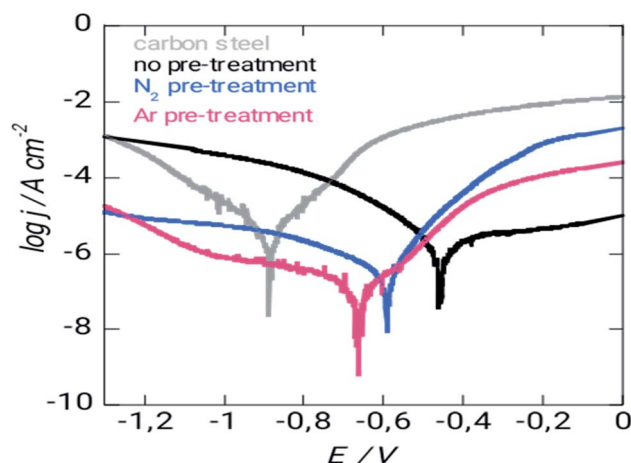 0
carbon steel
no pre-treatment
N₂ pre-treatment
Ar pre-treatment
-2
-4
-6
-8
-10
log j / A cm⁻²
-1,2 -1 -0,8 -0,6 -0,4 -0,2 0
E / V